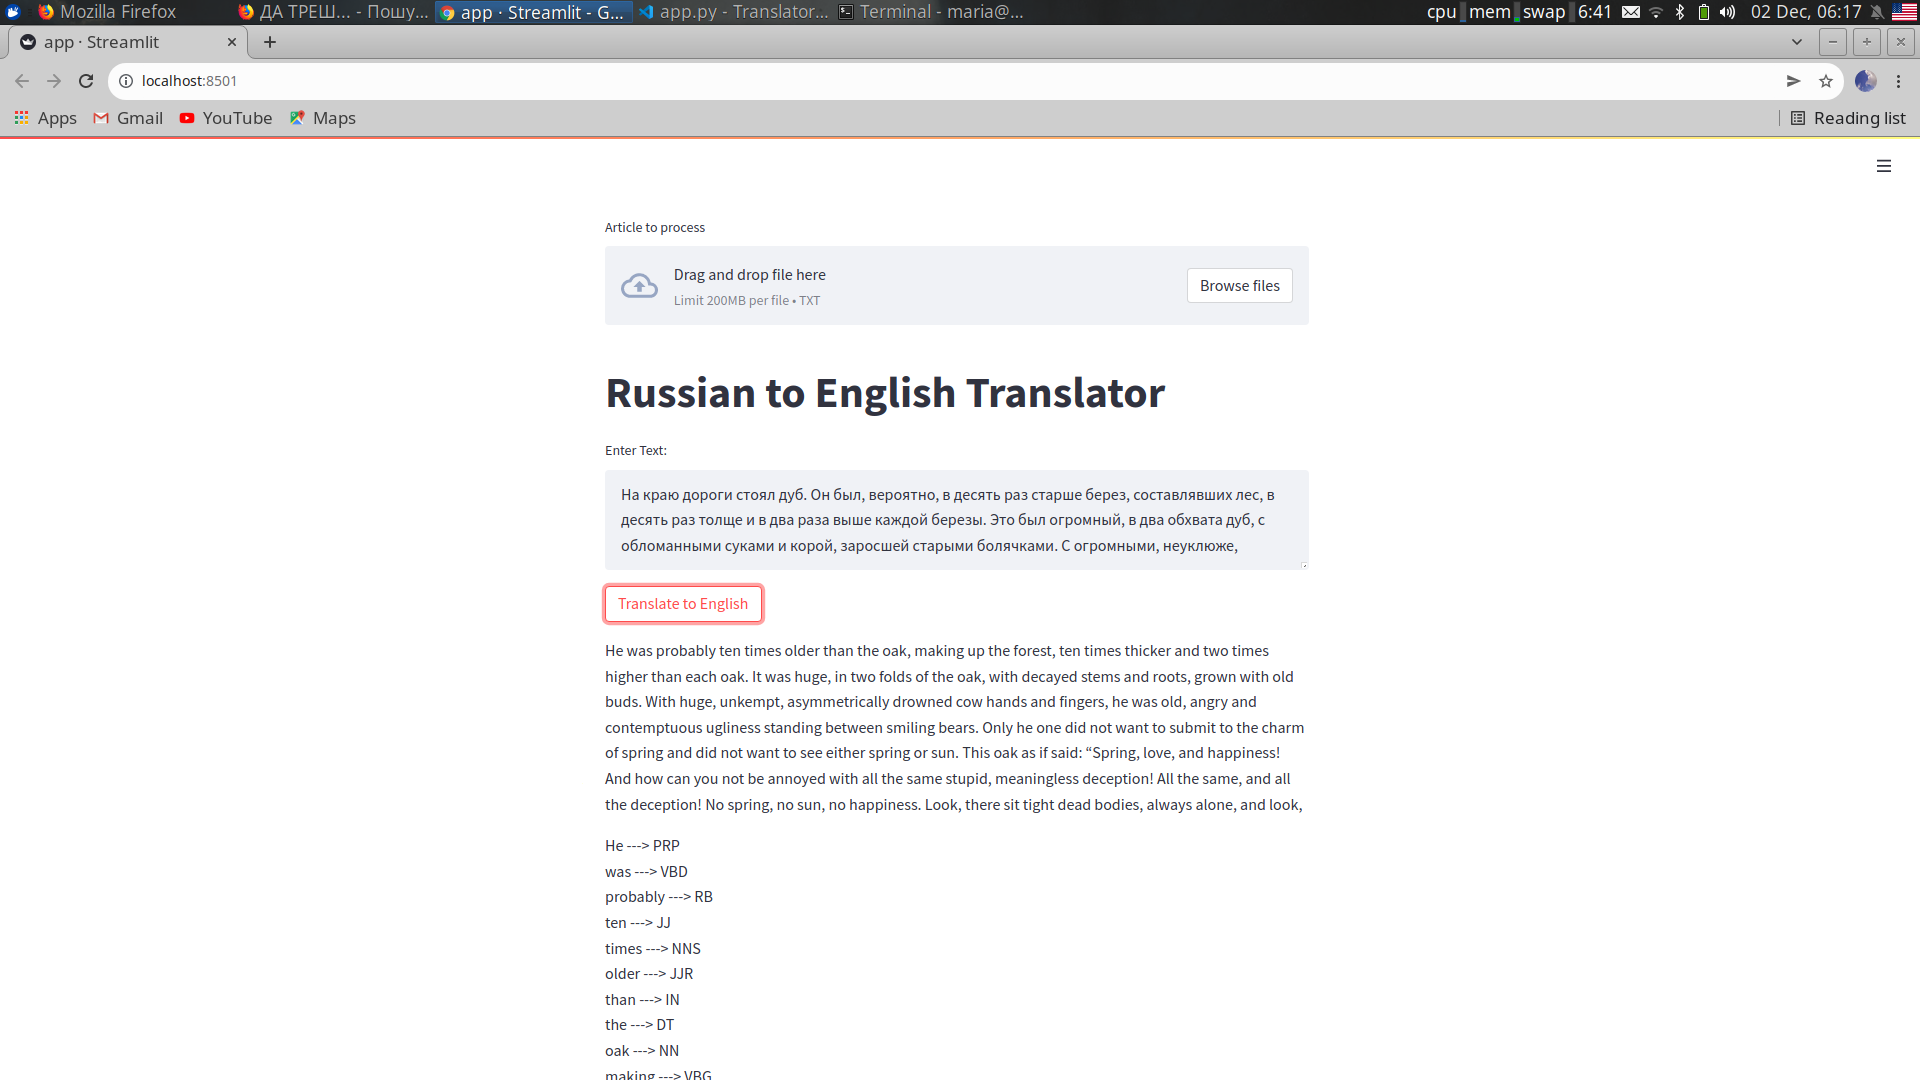 Mozilla Firefox
ДА ТРЕШ... - Пошу...
app · Streamlit - G...
app.py - Translator...
Terminal - maria@...
cpu mem swap 6:41 02 Dec, 06:17
app · Streamlit
localhost:8501
Apps Gmail YouTube Maps Reading list
Article to process
Drag and drop file here
Limit 200MB per file • TXT
Browse files
Russian to English Translator
Enter Text:
На краю дороги стоял дуб. Он был, вероятно, в десять раз старше берез, составлявших лес, в
десять раз толще и в два раза выше каждой березы. Это был огромный, в два обхвата дуб, с
обломанными суками и корой, заросшей старыми болячками. С огромными, неуклюже,
Translate to English
He was probably ten times older than the oak, making up the forest, ten times thicker and two times
higher than each oak. It was huge, in two folds of the oak, with decayed stems and roots, grown with old
buds. With huge, unkempt, asymmetrically drowned cow hands and fingers, he was old, angry and
contemptuous ugliness standing between smiling bears. Only he one did not want to submit to the charm
of spring and did not want to see either spring or sun. This oak as if said: “Spring, love, and happiness!
And how can you not be annoyed with all the same stupid, meaningless deception! All the same, and all
the deception! No spring, no sun, no happiness. Look, there sit tight dead bodies, always alone, and look,
He ---> PRP
was ---> VBD
probably ---> RB
ten ---> JJ
times ---> NNS
older ---> JJR
than ---> IN
the ---> DT
oak ---> NN
making ---> VBG